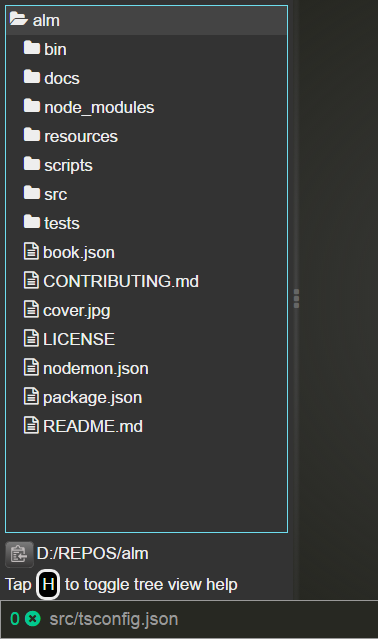 alm
bin
docs
node_modules
resources
scripts
src
tests
book.json
CONTRIBUTING.md
cover.jpg
LICENSE
nodemon.json
package.json
README.md
D:/REPOS/alm
Tap H to toggle tree view help
0 src/tsconfig.json